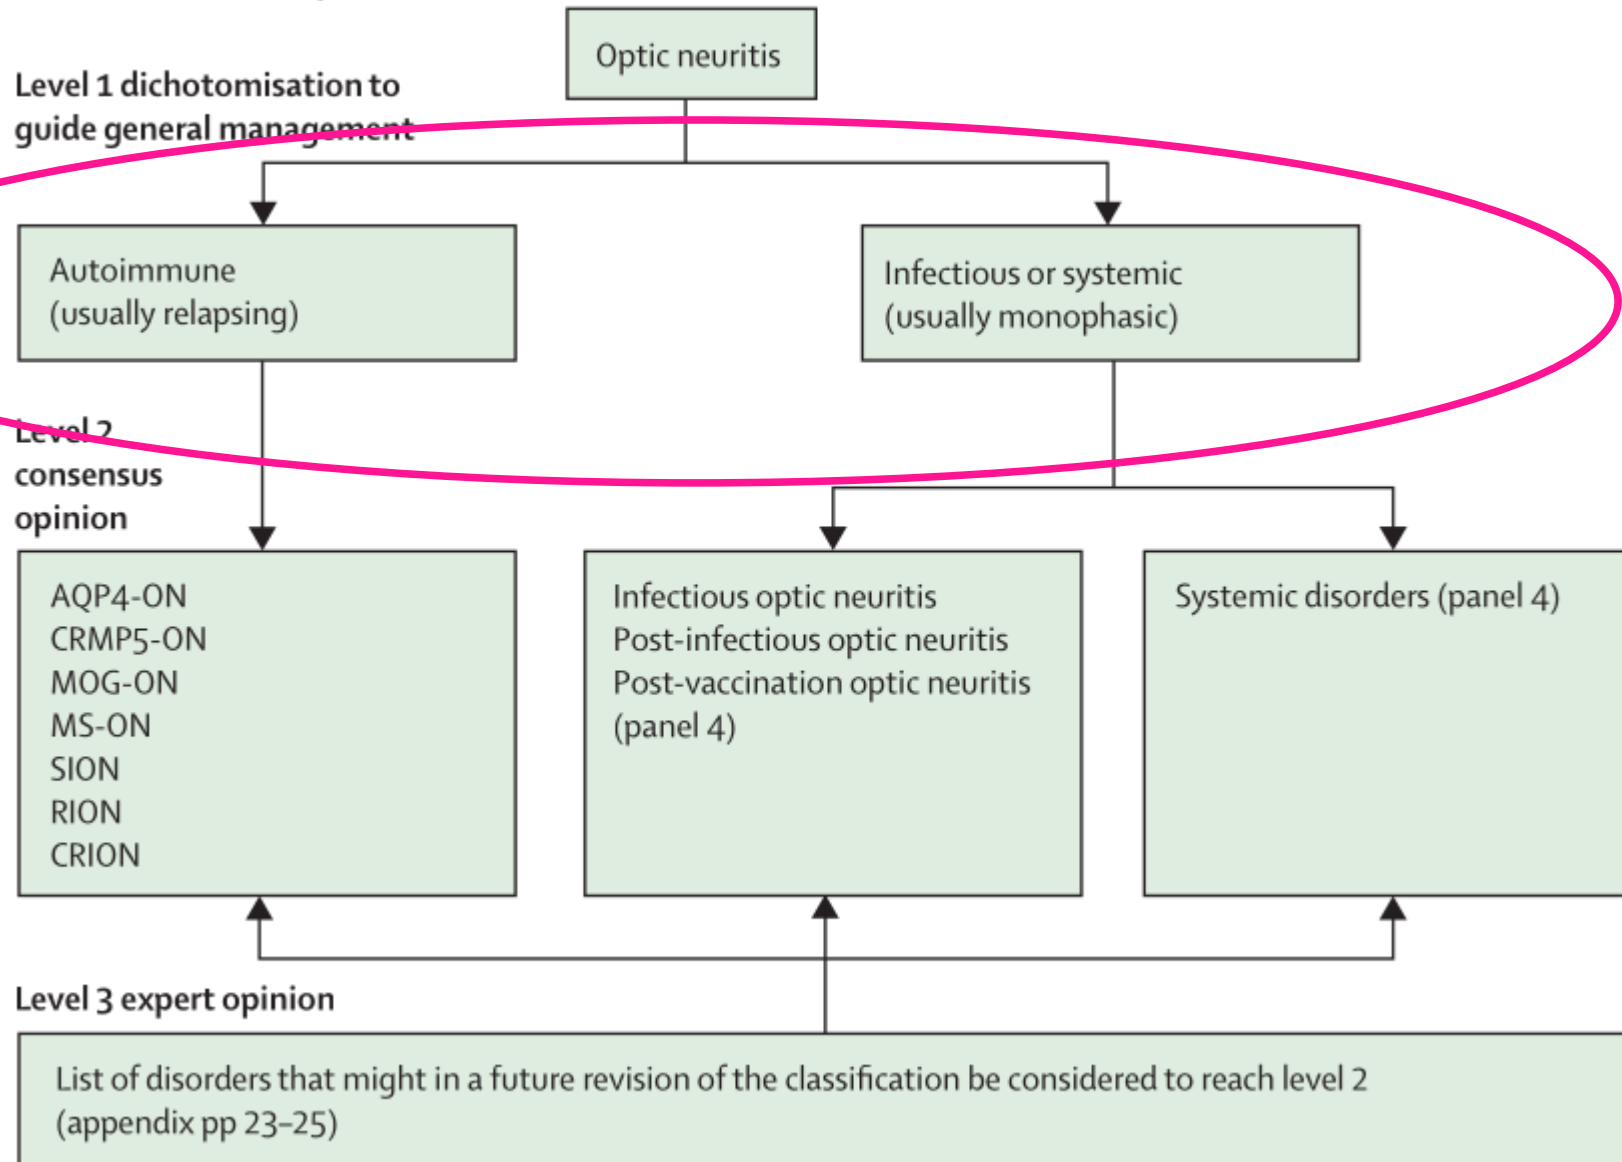 Optic neuritis
Level 1 dichotomisation to
guide general management
Autoimmune
(usually relapsing)
Infectious or systemic
(usually monophasic)
Level 2
consensus
opinion
AQP4-ON
CRMP5-ON
MOG-ON
MS-ON
SION
RION
CRION
Infectious optic neuritis
Post-infectious optic neuritis
Post-vaccination optic neuritis
(panel 4)
Systemic disorders (panel 4)
Level 3 expert opinion
List of disorders that might in a future revision of the classification be considered to reach level 2
(appendix pp 23–25)